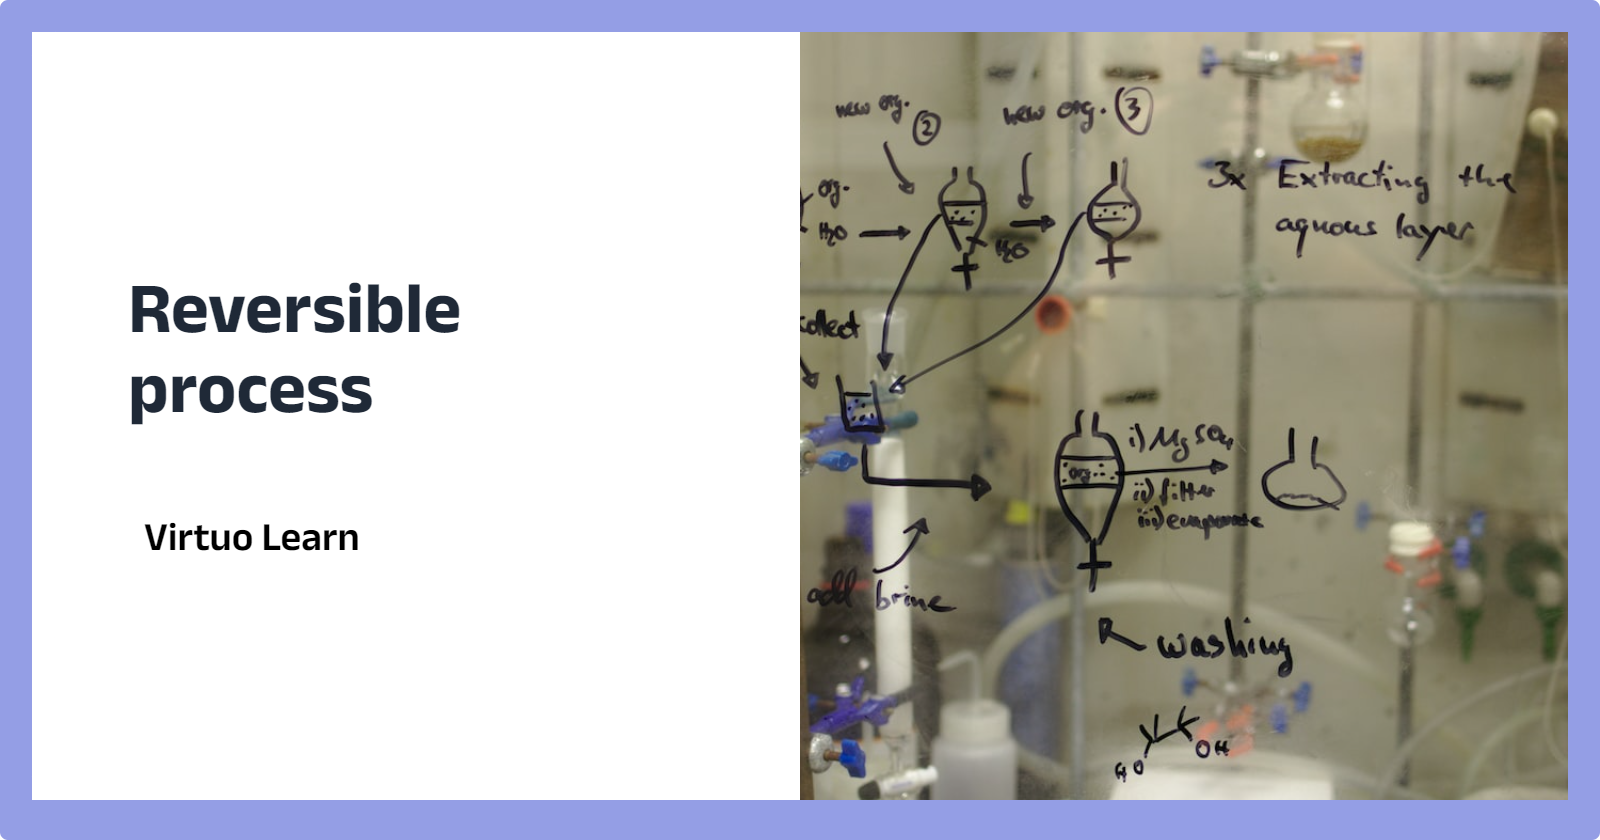 Reversible
process
Virtuo Learn
new org. 2
new org. 3
org.
H₂O
H₂O
3x Extracting the
aquous layer
collect
org
i) MgSO₄
ii) filter
iii) evaporate
add brine
washing
HO
OH